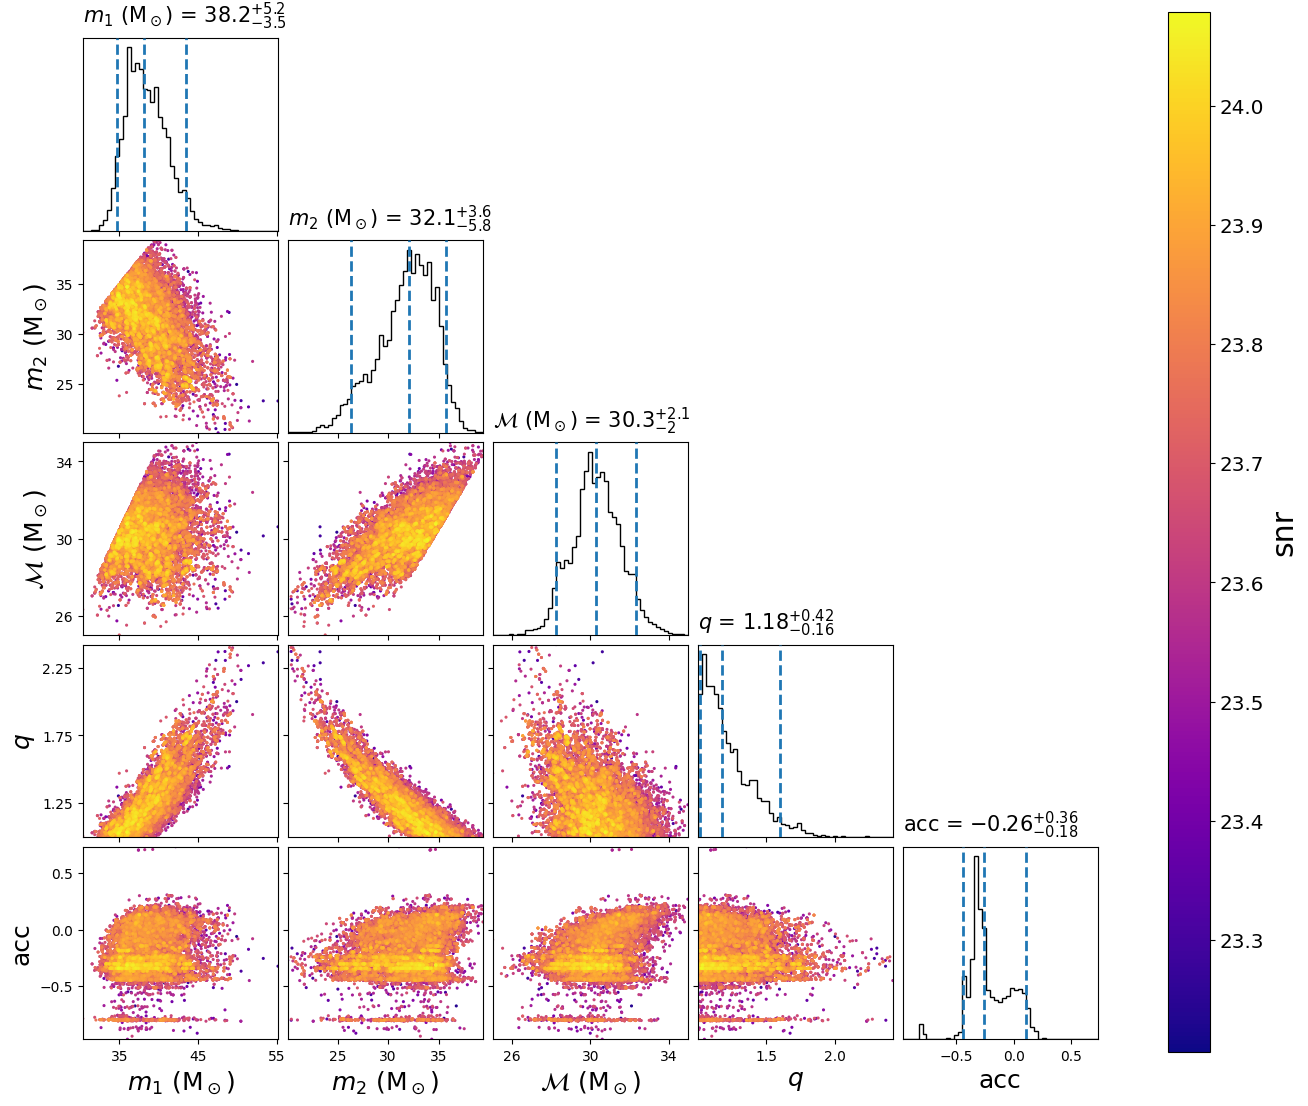 m₁ (M⊙) = 38.2 +5.2 −3.5
24.0
m₂ (M⊙) = 32.1 +3.6 −5.8
23.9
35
30
25
m₂ (M⊙)
23.8
ℳ (M⊙) = 30.3 +2.1 −2
34
30
26
ℳ (M⊙)
23.7
snr
23.6
q = 1.18 +0.42 −0.16
2.25
1.75
1.25
q
23.5
23.4
acc = −0.26 +0.36 −0.18
0.5
0.0
−0.5
acc
23.3
35 45 55 25 30 35 26 30 34 1.5 2.0 −0.5 0.0 0.5
m₁ (M⊙) m₂ (M⊙) ℳ (M⊙) q acc